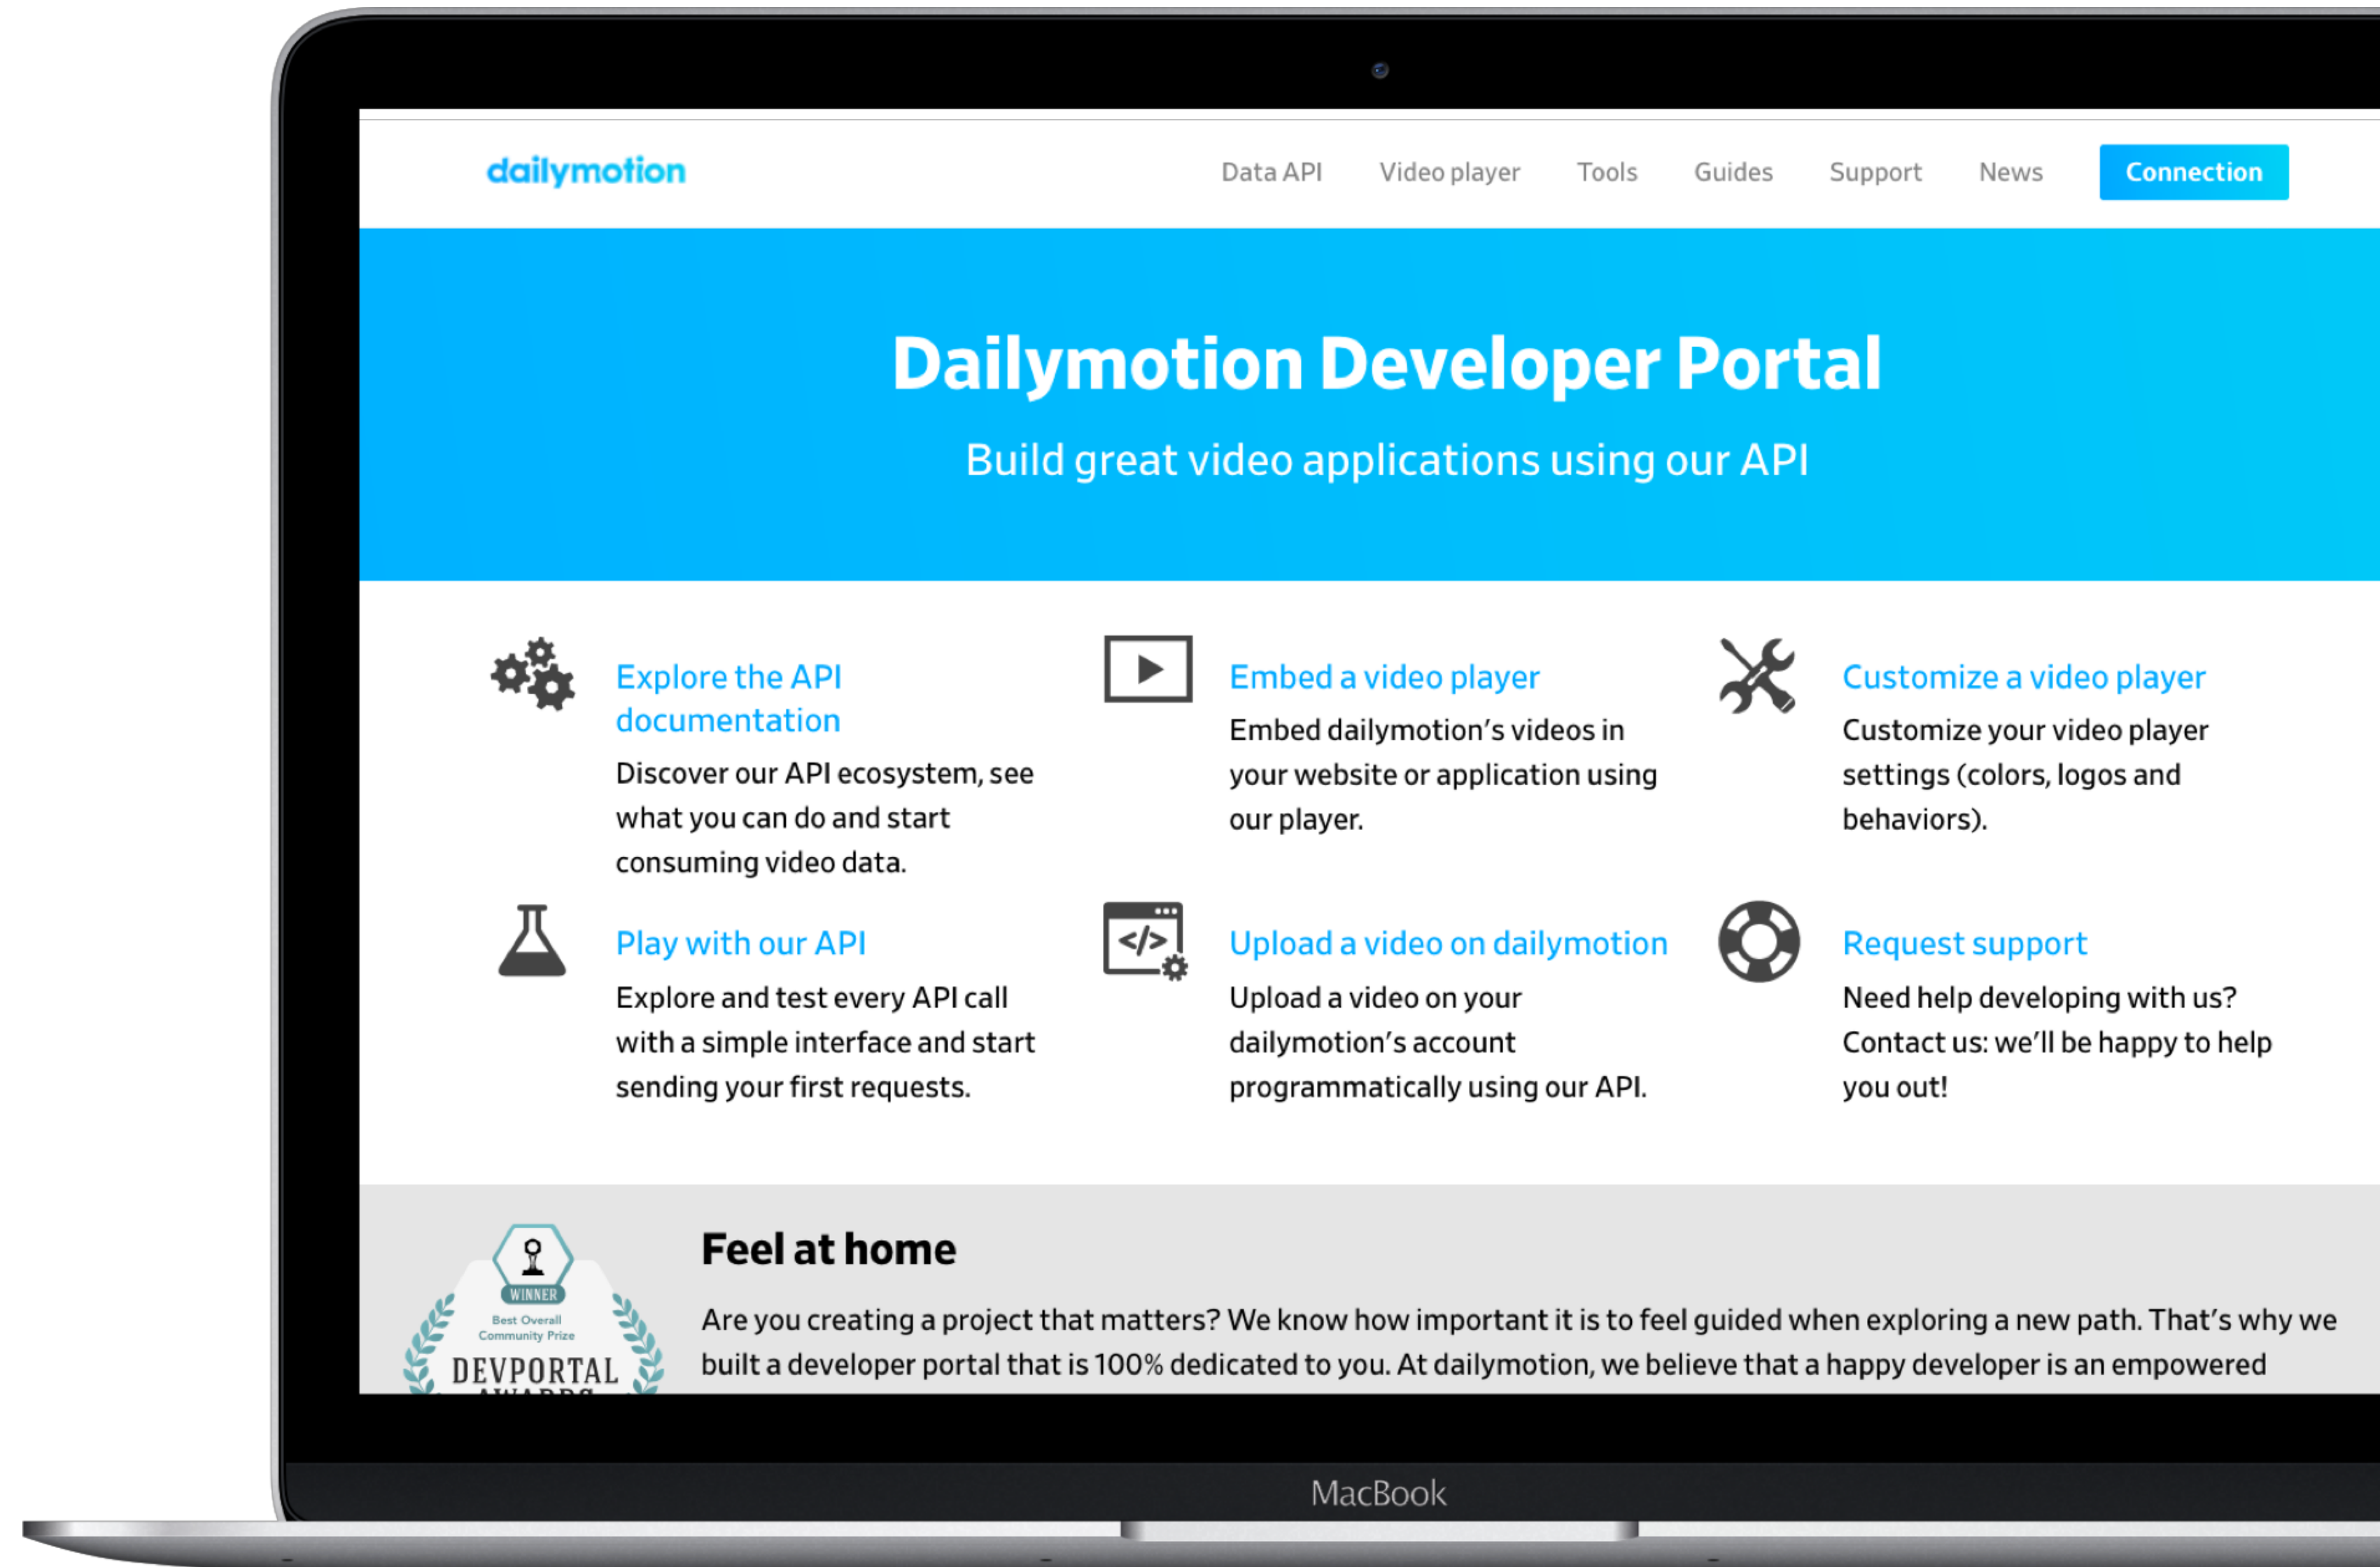 dailymotion
Data API Video player Tools Guides Support News Connection
Dailymotion Developer Portal
Build great video applications using our API
Explore the API
documentation
Discover our API ecosystem, see
what you can do and start
consuming video data.
Embed a video player
Embed dailymotion's videos in
your website or application using
our player.
Customize a video player
Customize your video player
settings (colors, logos and
behaviors).
Play with our API
Explore and test every API call
with a simple interface and start
sending your first requests.
</>
Upload a video on dailymotion
Upload a video on your
dailymotion's account
programmatically using our API.
Request support
Need help developing with us?
Contact us: we'll be happy to help
you out!
WINNER
Best Overall
Community Prize
DEVPORTAL
Feel at home
Are you creating a project that matters? We know how important it is to feel guided when exploring a new path. That's why we
built a developer portal that is 100% dedicated to you. At dailymotion, we believe that a happy developer is an empowered
MacBook